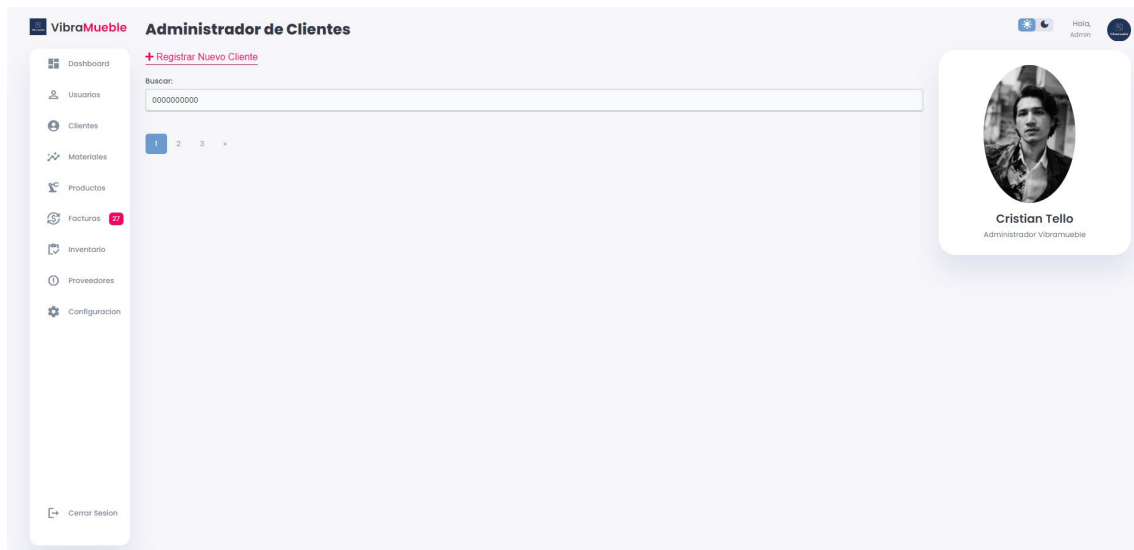 VibraMueble
Administrador de Clientes
Hola,
Admin
Dashboard
Usuarios
Clientes
Materiales
Productos
Facturas 27
Inventario
Proveedores
Configuracion
Cerrar Sesion
+ Registrar Nuevo Cliente
Buscar:
0000000000
1 2 3 »
Cristian Tello
Administrador Vibramueble